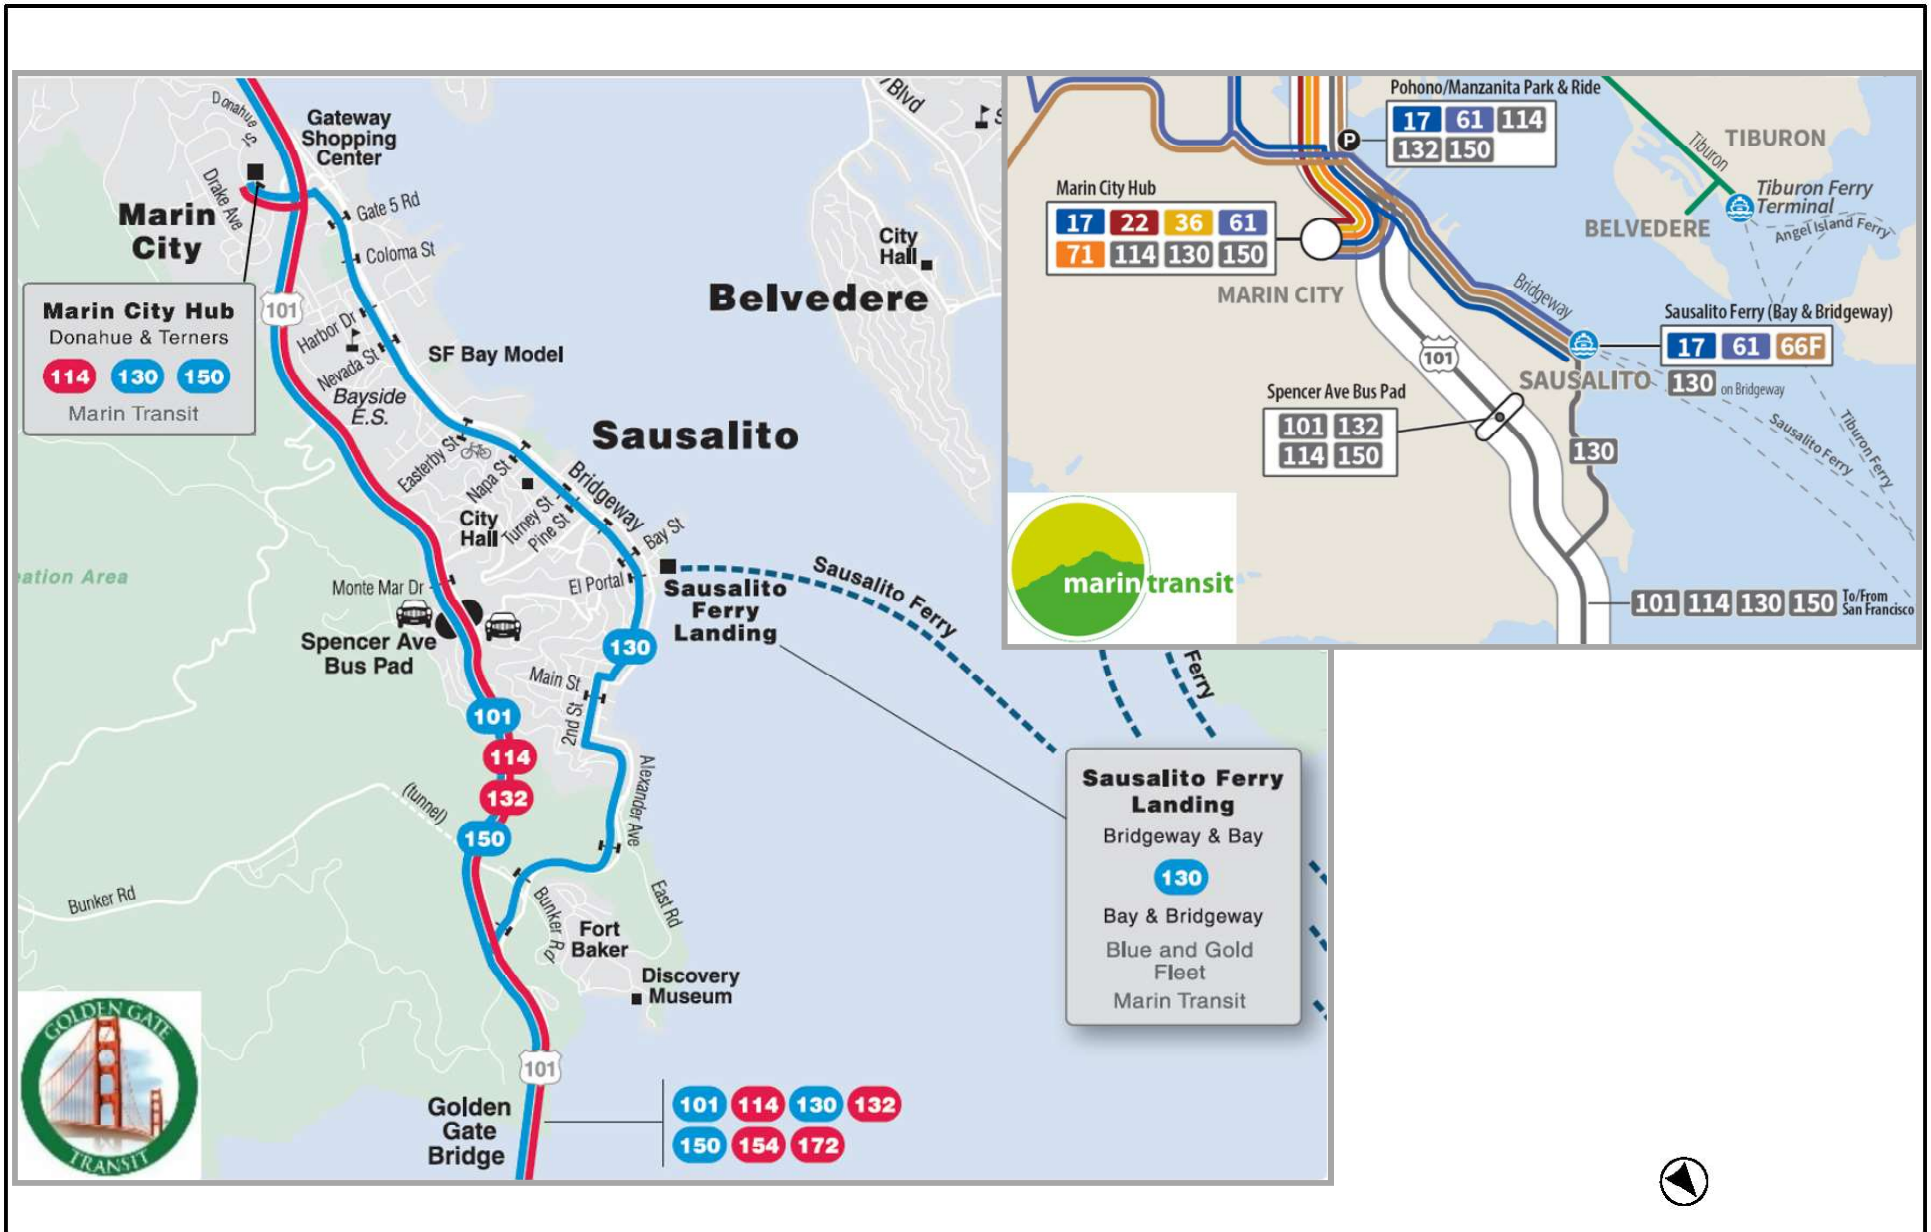 Donahue St
Gateway
Shopping
Center
Drake Ave
Marin
City
Gate 5 Rd
Coloma St
Marin City Hub
Donahue & Terners
114 130 150
Marin Transit
101
Harbor Dr
Nevada St
SF Bay Model
Bayside
E.S.
Belvedere
City
Hall
Blvd
Sausalito
Easterby St
Napa St
City
Hall
Turney St
Pine St
Bridgeway
Bay St
El Portal
Sausalito
Ferry
Landing
Sausalito Ferry
ation Area
Monte Mar Dr
Spencer Ave
Bus Pad
130
Main St
2nd St
101
114
132
150
(tunnel)
Alexander Ave
Bunker Rd
Bunker Rd
East Rd
Fort
Baker
Discovery
Museum
Ferry
Sausalito Ferry
Landing
Bridgeway & Bay
130
Bay & Bridgeway
Blue and Gold
Fleet
Marin Transit
101
Golden
Gate
Bridge
101 114 130 132
150 154 172
GOLDEN GATE
TRANSIT
Pohono/Manzanita Park & Ride
17 61 114
132 150
P
Marin City Hub
17 22 36 61
71 114 130 150
MARIN CITY
Tiburon
TIBURON
Tiburon Ferry
Terminal
BELVEDERE
Angel Island Ferry
Bridgeway
Sausalito Ferry (Bay & Bridgeway)
17 61 66F
130 on Bridgeway
SAUSALITO
101
Spencer Ave Bus Pad
101 132
114 150
130
Sausalito Ferry
Tiburon Ferry
marintransit
101 114 130 150 To/From
San Francisco